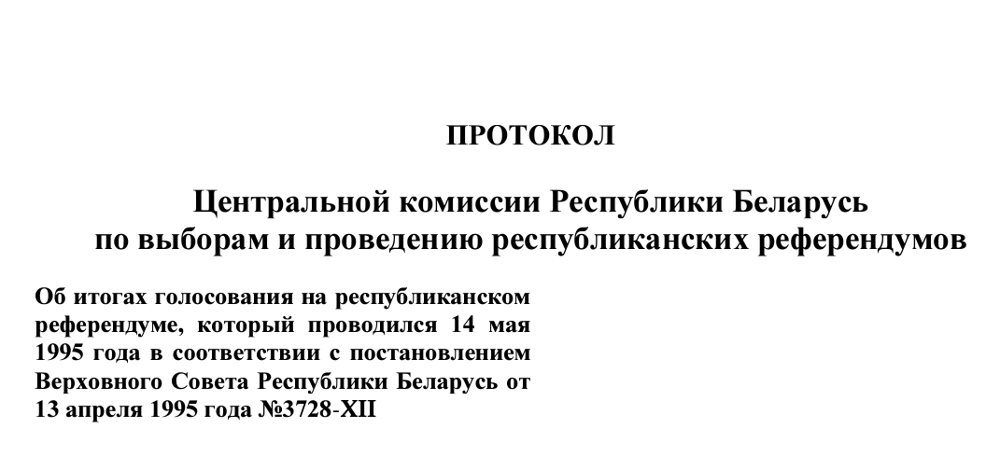 ПРОТОКОЛ
Центральной комиссии Республики Беларусь
по выборам и проведению республиканских референдумов
Об итогах голосования на республиканском
референдуме, который проводился 14 мая
1995 года в соответствии с постановлением
Верховного Совета Республики Беларусь от
13 апреля 1995 года №3728-XII